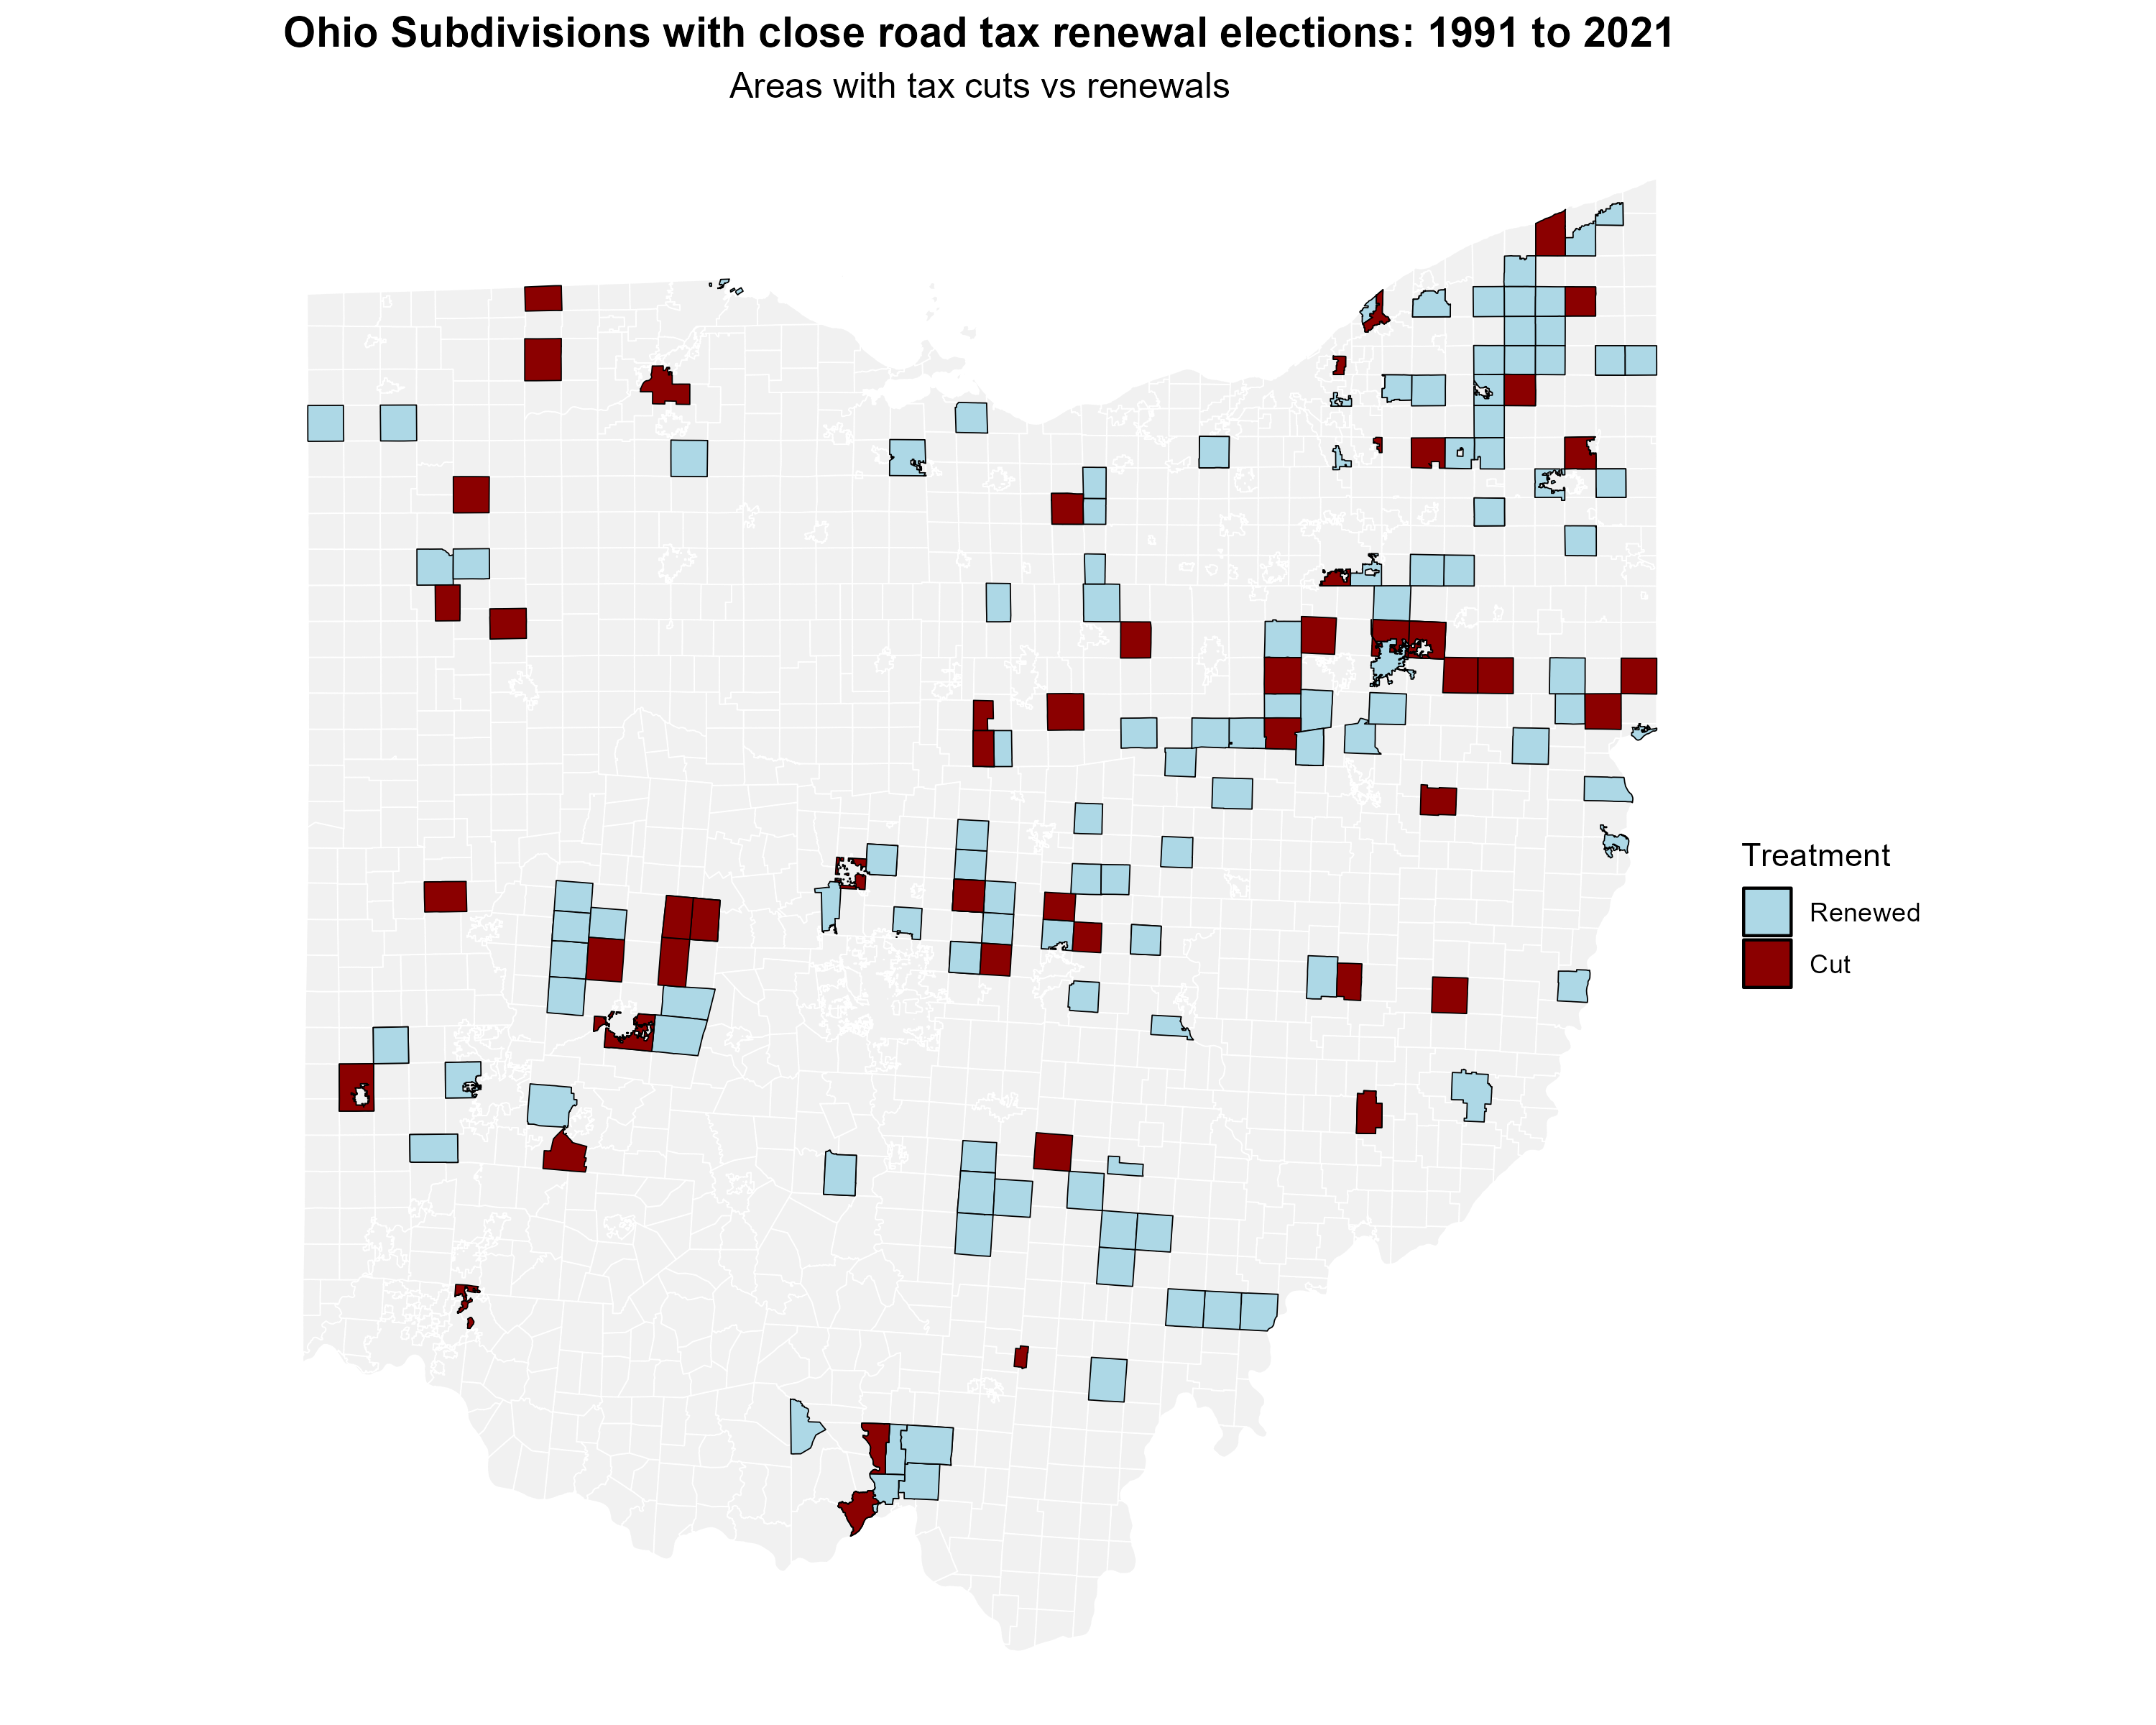 Ohio Subdivisions with close road tax renewal elections: 1991 to 2021
Areas with tax cuts vs renewals
Treatment
Renewed
Cut